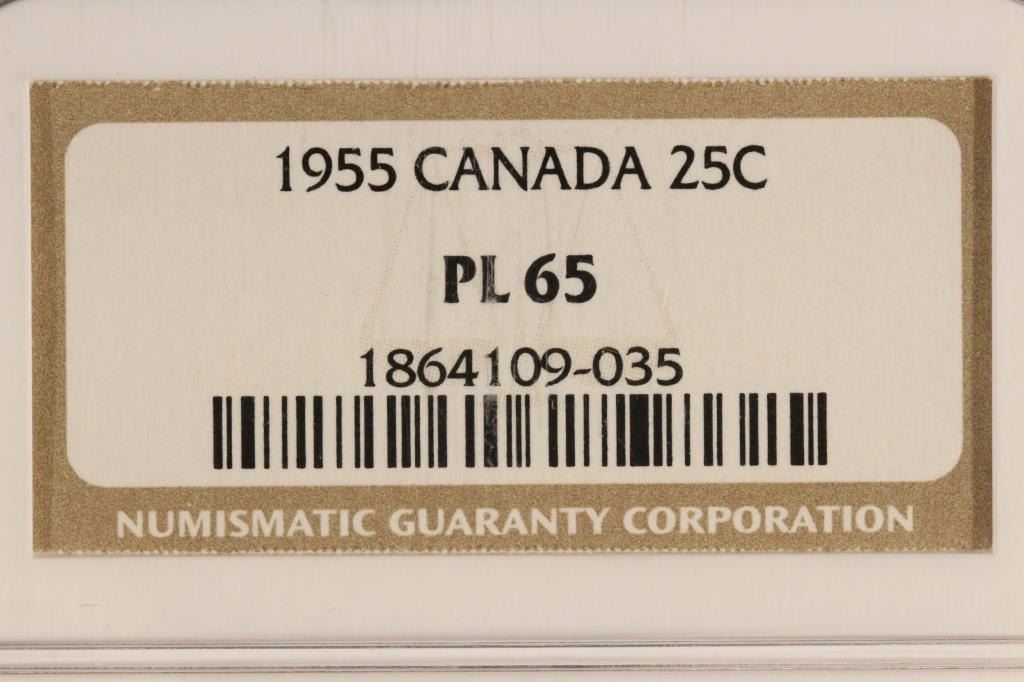 1955 CANADA 25C
PL 65
1864109-035
NUMISMATIC GUARANTY CORPORATION